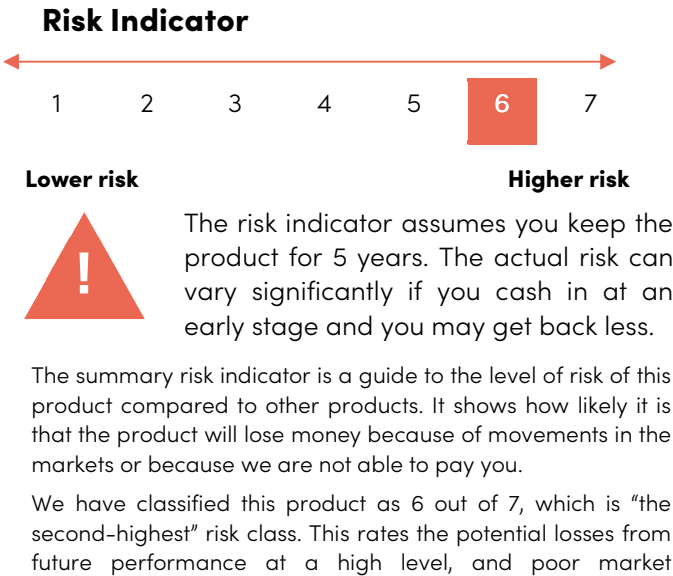 Risk Indicator
1 2 3 4 5 6 7
Lower risk Higher risk
!
The risk indicator assumes you keep the
product for 5 years. The actual risk can
vary significantly if you cash in at an
early stage and you may get back less.
The summary risk indicator is a guide to the level of risk of this
product compared to other products. It shows how likely it is
that the product will lose money because of movements in the
markets or because we are not able to pay you.
We have classified this product as 6 out of 7, which is “the
second-highest” risk class. This rates the potential losses from
future performance at a high level, and poor market